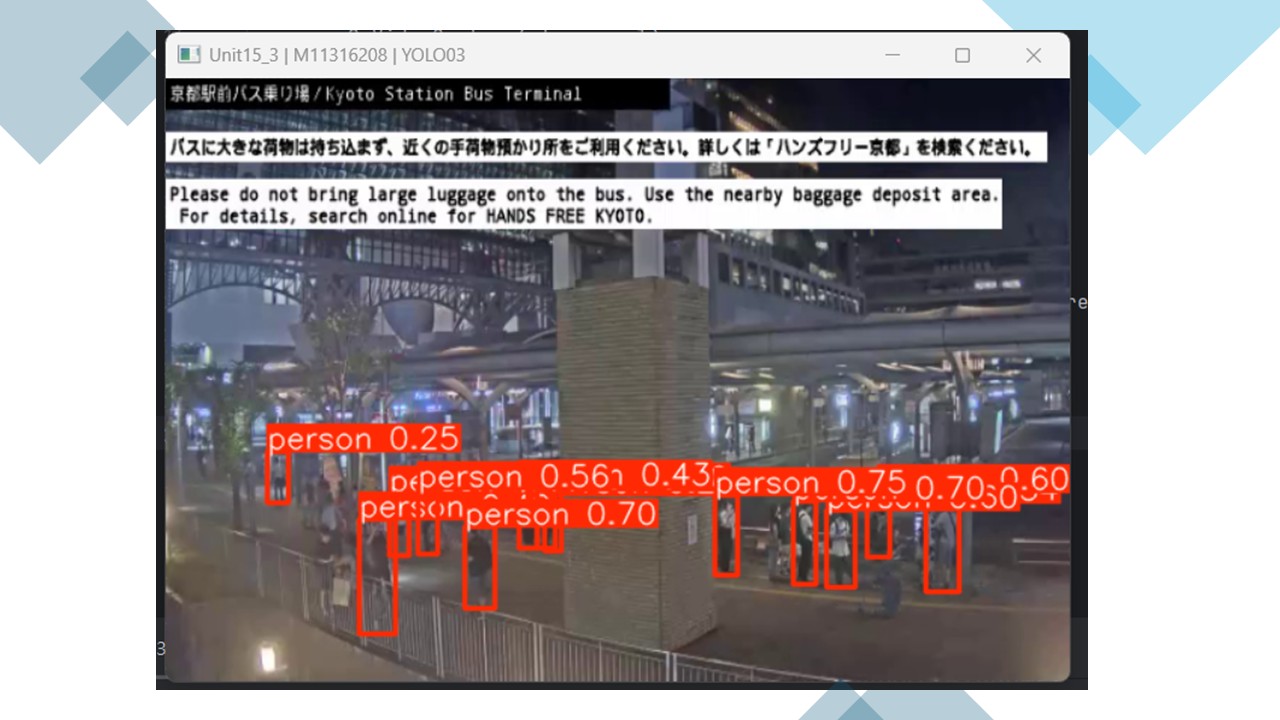 Unit15_3 | M11316208 | YOLO03
京都駅前バス乗り場/Kyoto Station Bus Terminal
バスに大きな荷物は持ち込まず、近くの手荷物預かり所をご利用ください。詳しくは「ハンズフリー京都」を検索ください。
Please do not bring large luggage onto the bus. Use the nearby baggage deposit area.
For details, search online for HANDS FREE KYOTO.
person 0.25
person 0.56
0.43
person 0.75
0.70
0.60
person
person 0.70
0.60